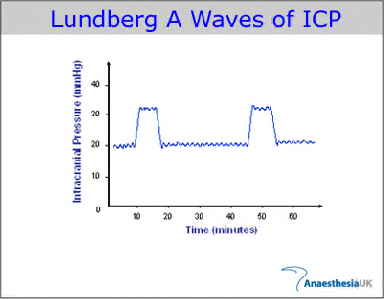 Lundberg A Waves of ICP
Intracranial Pressure (mmHg)
40
30
20
10
0
10 20 30 40 50 60
Time (minutes)
AnaesthesiaUK